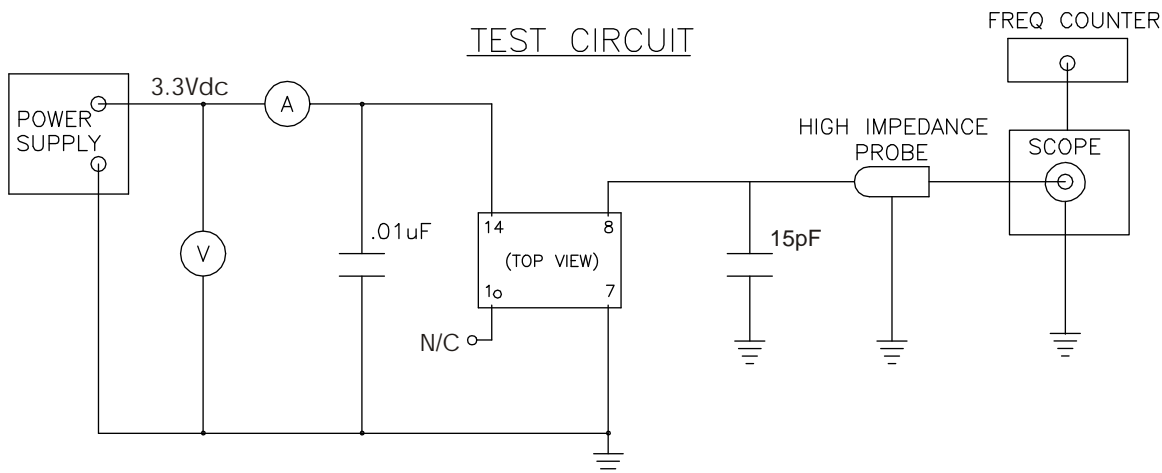 TEST CIRCUIT
FREQ COUNTER
3.3Vdc
A
POWER
SUPPLY
HIGH IMPEDANCE
PROBE
SCOPE
V
.01uF
14
8
(TOP VIEW)
1
7
15pF
N/C